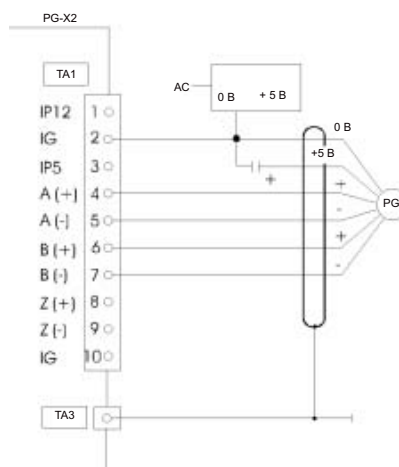 PG-X2
TA1
AC
0 В + 5 В
IP12 1
IG 2
IP5 3
A (+) 4
A (-) 5
B (+) 6
B (-) 7
Z (+) 8
Z (-) 9
IG 10
0 В
+5 В
+
+
-
+
-
PG
TA3